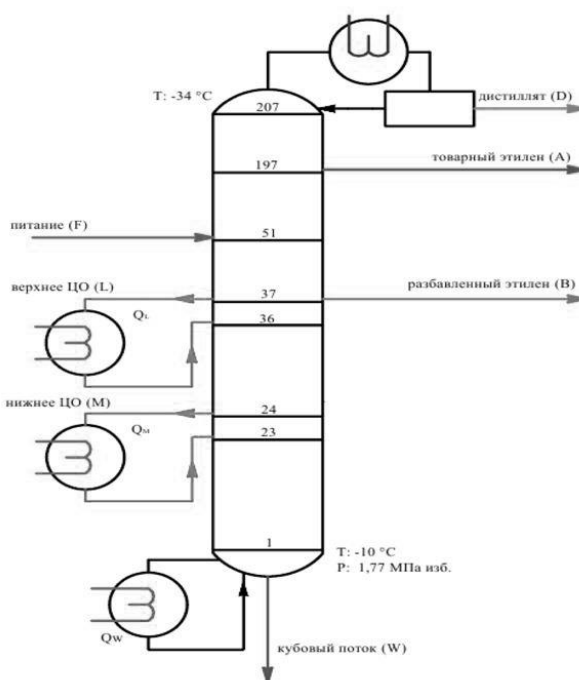 T: -34 °C
207
дистиллят (D)
197
товарный этилен (A)
питание (F)
51
верхнее ЦО (L)
37
разбавленный этилен (B)
QL
36
нижнее ЦО (M)
24
QM
23
1
T: -10 °C
P: 1,77 МПа изб.
QW
кубовый поток (W)